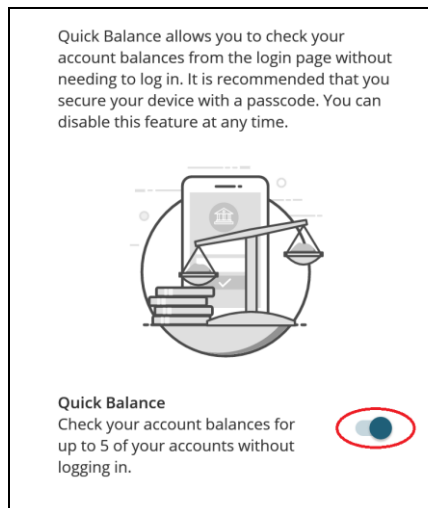 Quick Balance allows you to check your
account balances from the login page without
needing to log in. It is recommended that you
secure your device with a passcode. You can
disable this feature at any time.
Quick Balance
Check your account balances for
up to 5 of your accounts without
logging in.